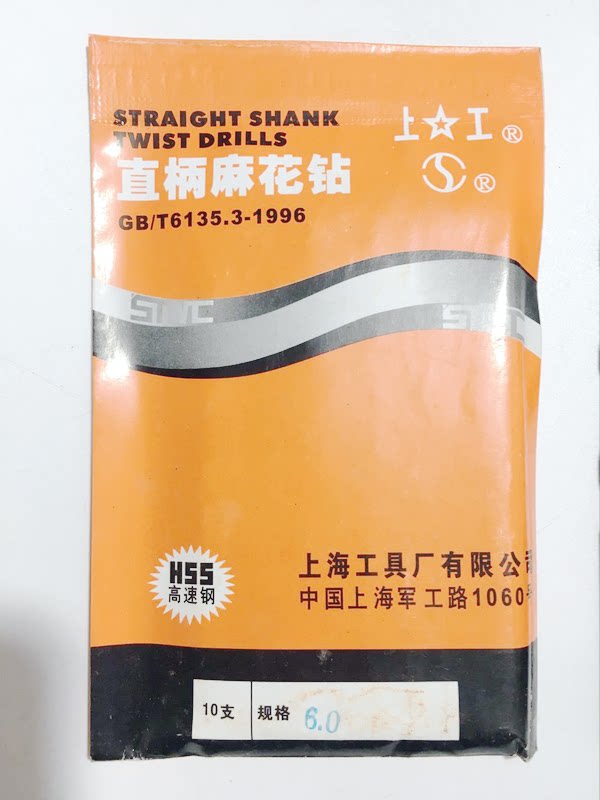 STRAIGHT SHANK
TWIST DRILLS
直柄麻花钻
GB/T6135.3-1996
上☆工®
®
HSS
高速钢
上海工具厂有限公司
中国上海军工路1060号
10支
规格 6.0